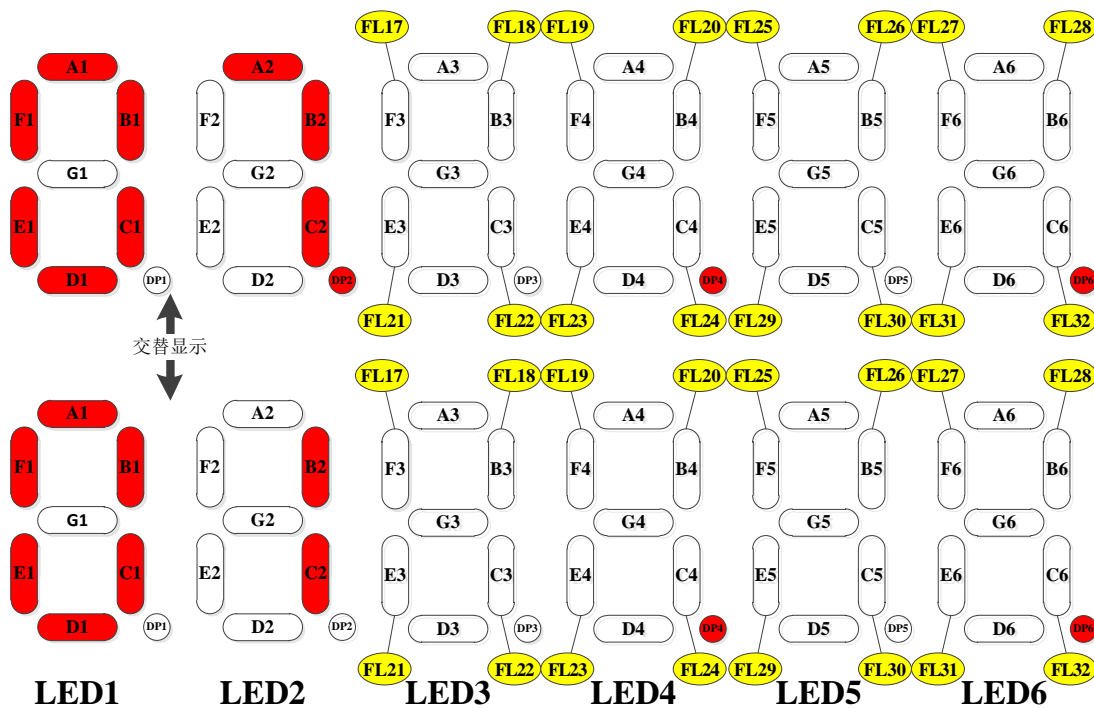 FL17 FL18 FL19 FL20 FL25 FL26 FL27 FL28
A1 A2 A3 A4 A5 A6
F1 B1 F2 B2 F3 B3 F4 B4 F5 B5 F6 B6
G1 G2 G3 G4 G5 G6
E1 C1 E2 C2 E3 C3 E4 C4 E5 C5 E6 C6
D1 DP1 D2 DP2 D3 DP3 D4 DP4 D5 DP5 D6 DP6
FL21 FL22 FL23 FL24 FL29 FL30 FL31 FL32
交替显示
FL17 FL18 FL19 FL20 FL25 FL26 FL27 FL28
A1 A2 A3 A4 A5 A6
F1 B1 F2 B2 F3 B3 F4 B4 F5 B5 F6 B6
G1 G2 G3 G4 G5 G6
E1 C1 E2 C2 E3 C3 E4 C4 E5 C5 E6 C6
D1 DP1 D2 DP2 D3 DP3 D4 DP4 D5 DP5 D6 DP6
FL21 FL22 FL23 FL24 FL29 FL30 FL31 FL32
LED1 LED2 LED3 LED4 LED5 LED6